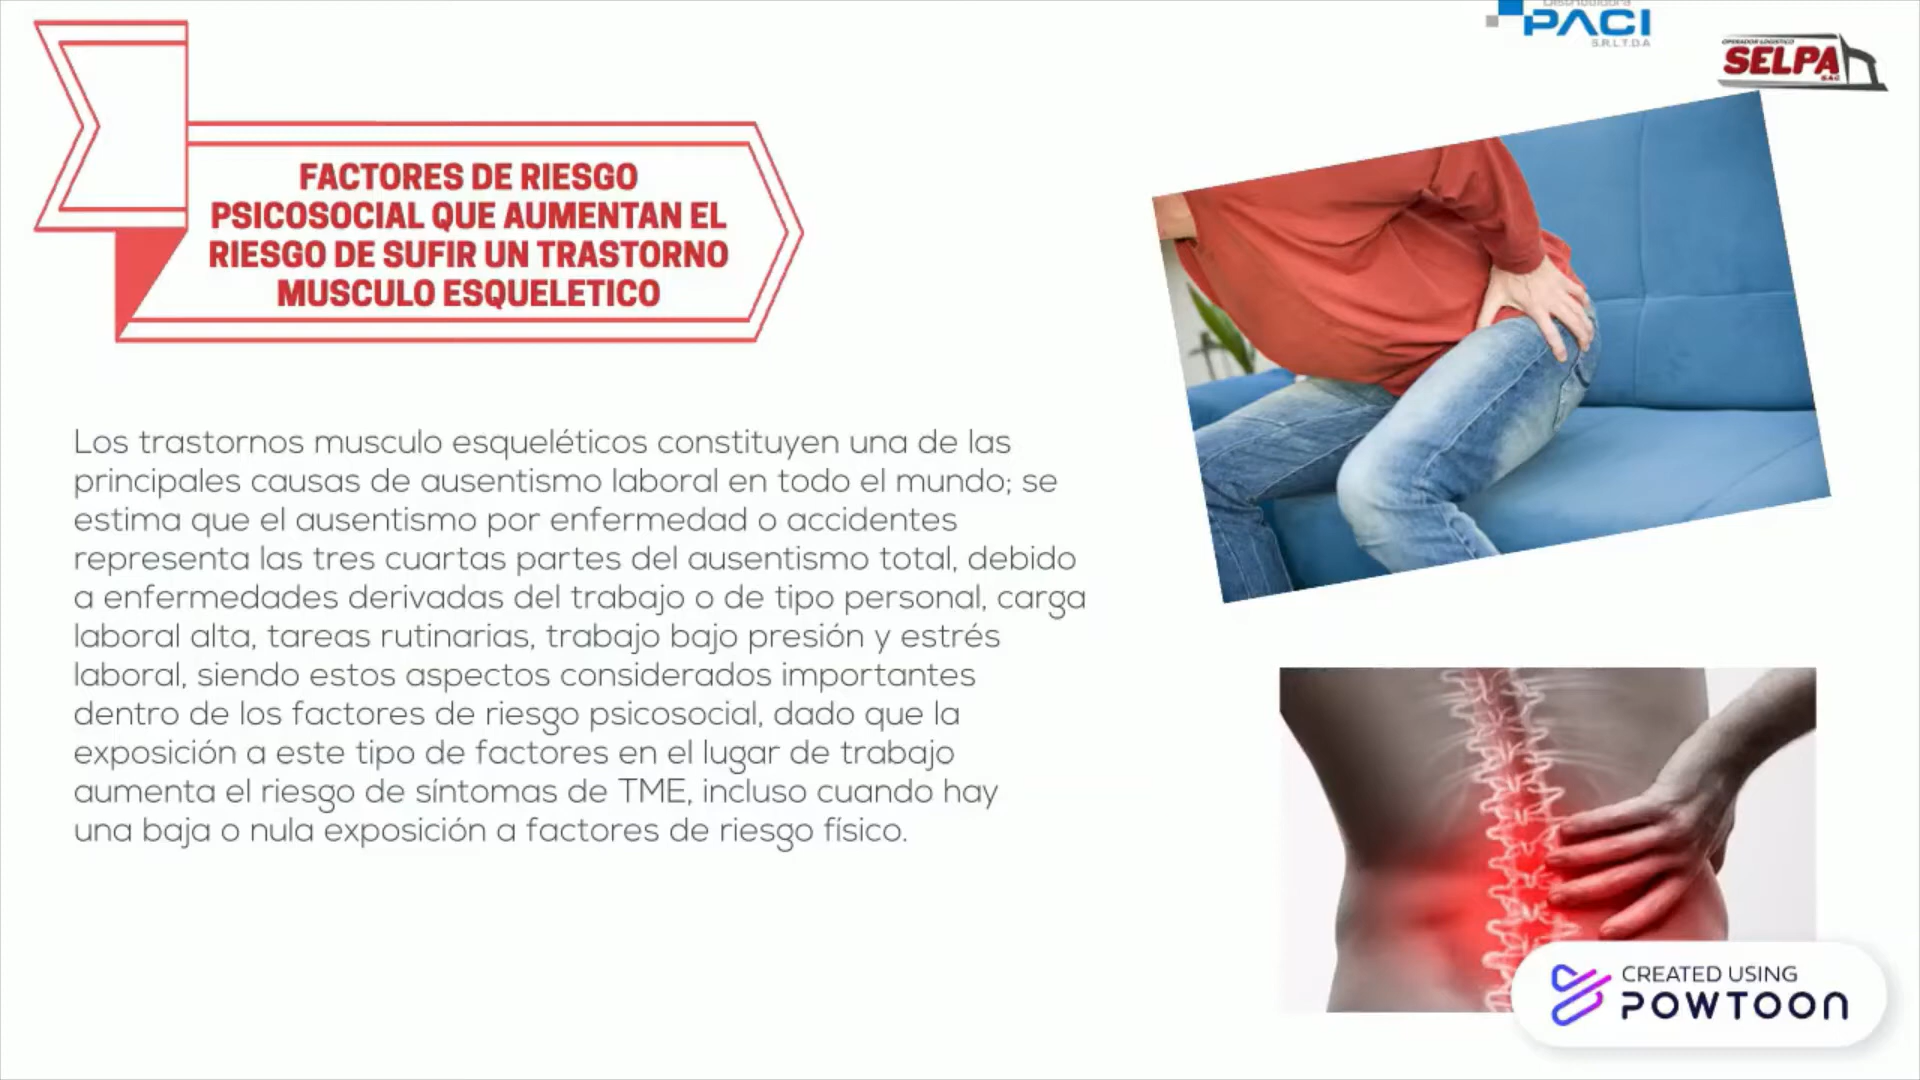 Distribuidora
PACI
S.R.L.T.D.A
OPERADOR LOGISTICO
SELPA
SAC
FACTORES DE RIESGO
PSICOSOCIAL QUE AUMENTAN EL
RIESGO DE SUFIR UN TRASTORNO
MUSCULO ESQUELETICO
Los trastornos musculo esqueléticos constituyen una de las
principales causas de ausentismo laboral en todo el mundo; se
estima que el ausentismo por enfermedad o accidentes
representa las tres cuartas partes del ausentismo total, debido
a enfermedades derivadas del trabajo o de tipo personal, carga
laboral alta, tareas rutinarias, trabajo bajo presión y estrés
laboral, siendo estos aspectos considerados importantes
dentro de los factores de riesgo psicosocial, dado que la
exposición a este tipo de factores en el lugar de trabajo
aumenta el riesgo de síntomas de TME, incluso cuando hay
una baja o nula exposición a factores de riesgo físico.
CREATED USING
POWTOON